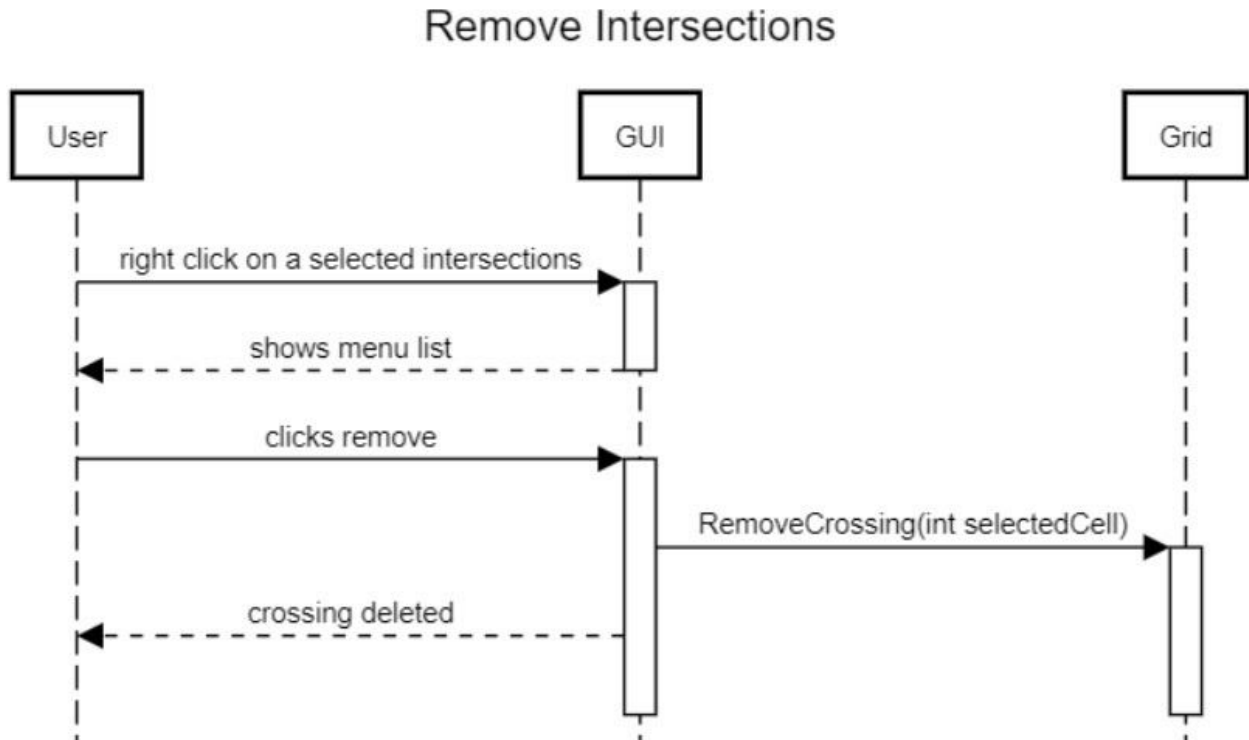 Remove Intersections
User
GUI
Grid
right click on a selected intersections
shows menu list
clicks remove
RemoveCrossing(int selectedCell)
crossing deleted